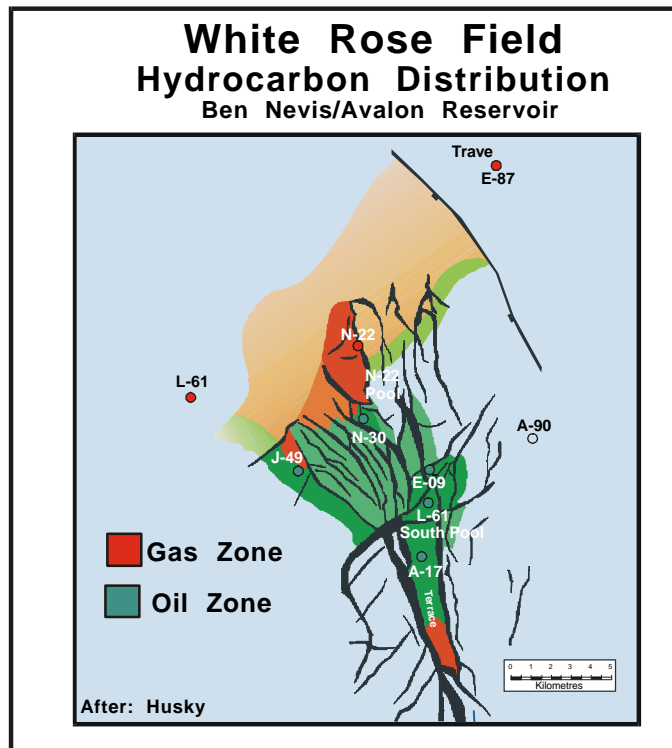 White Rose Field
Hydrocarbon Distribution
Ben Nevis/Avalon Reservoir
Trave
E-87
N-22
L-61
N-22
Pool
A-90
N-30
J-49
E-09
L-61
South Pool
Gas Zone
A-17
Oil Zone
Terrace
0 1 2 3 4 5
Kilometres
After: Husky